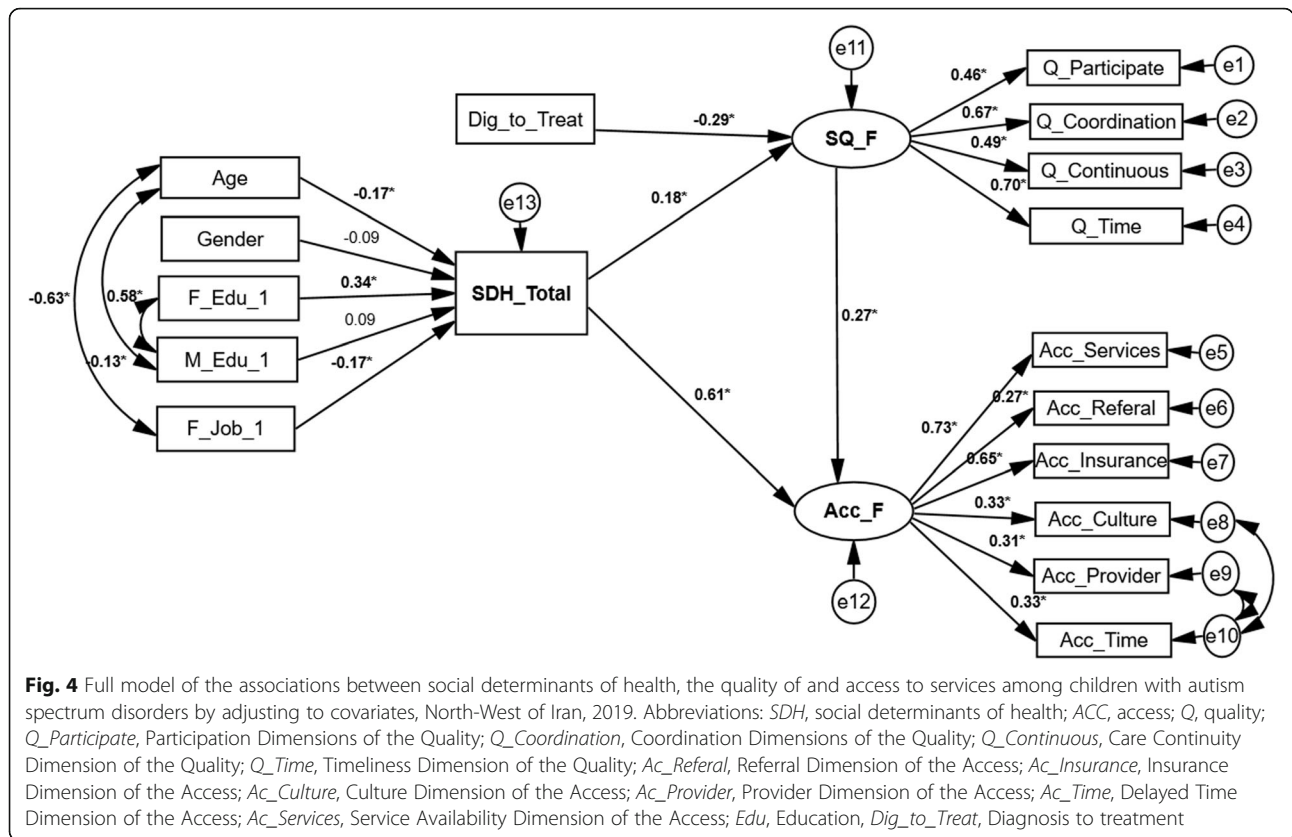 e11
Q_Participate
e1
0.46*
Dig_to_Treat
-0.29*
SQ_F
0.67*
Q_Coordination
e2
0.49*
Q_Continuous
e3
0.70*
Q_Time
e4
Age
-0.17*
e13
0.18*
Gender
-0.09
F_Edu_1
0.34*
SDH_Total
-0.63*
0.58*
0.09
M_Edu_1
-0.17*
-0.13*
F_Job_1
0.27*
0.61*
Acc_Services
e5
0.27*
Acc_Referal
e6
0.73*
0.65*
Acc_Insurance
e7
Acc_F
0.33*
Acc_Culture
e8
0.31*
Acc_Provider
e9
0.33*
e12
Acc_Time
e10
Fig. 4 Full model of the associations between social determinants of health, the quality of and access to services among children with autism
spectrum disorders by adjusting to covariates, North-West of Iran, 2019. Abbreviations: SDH, social determinants of health; ACC, access; Q, quality;
Q_Participate, Participation Dimensions of the Quality; Q_Coordination, Coordination Dimensions of the Quality; Q_Continuous, Care Continuity
Dimension of the Quality; Q_Time, Timeliness Dimension of the Quality; Ac_Referal, Referral Dimension of the Access; Ac_Insurance, Insurance
Dimension of the Access; Ac_Culture, Culture Dimension of the Access; Ac_Provider, Provider Dimension of the Access; Ac_Time, Delayed Time
Dimension of the Access; Ac_Services, Service Availability Dimension of the Access; Edu, Education, Dig_to_Treat, Diagnosis to treatment